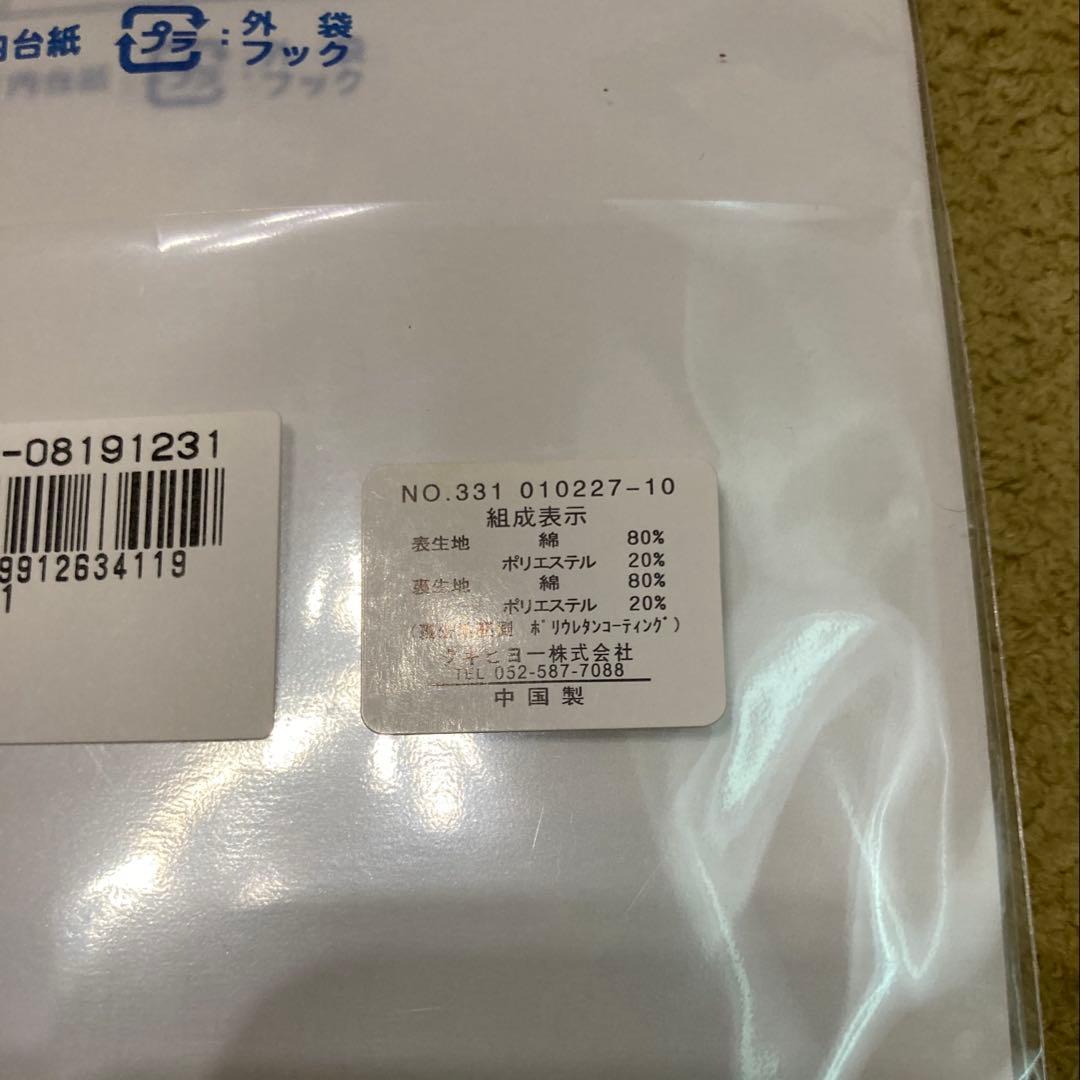 台紙 プラ : 外 袋
フック
-08191231
9912634119
1
NO.331 010227-10
組成表示
表生地 綿 80%
ポリエステル 20%
裏生地 綿 80%
ポリエステル 20%
ポリウレタンコーティング)
タキヒヨー株式会社
TEL 052-587-7088
中国製